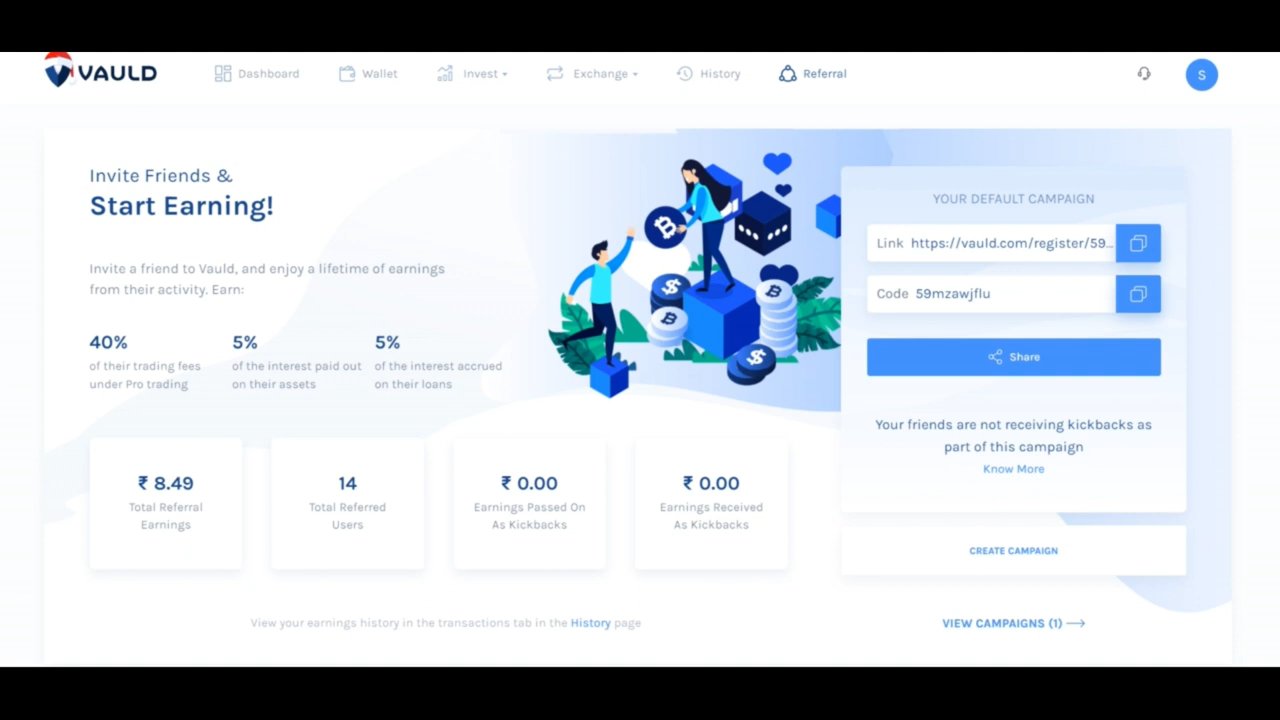 VAULD
Dashboard
Wallet
Invest
Exchange
History
Referral
S
Invite Friends &
Start Earning!
Invite a friend to Vauld, and enjoy a lifetime of earnings
from their activity. Earn:
40%
of their trading fees
under Pro trading
5%
of the interest paid out
on their assets
5%
of the interest accrued
on their loans
₹ 8.49
Total Referral
Earnings
14
Total Referred
Users
₹ 0.00
Earnings Passed On
As Kickbacks
₹ 0.00
Earnings Received
As Kickbacks
View your earnings history in the transactions tab in the History page
YOUR DEFAULT CAMPAIGN
Link https://vauld.com/register/59...
Code 59mzawjflu
Share
Your friends are not receiving kickbacks as
part of this campaign
Know More
CREATE CAMPAIGN
VIEW CAMPAIGNS (1)